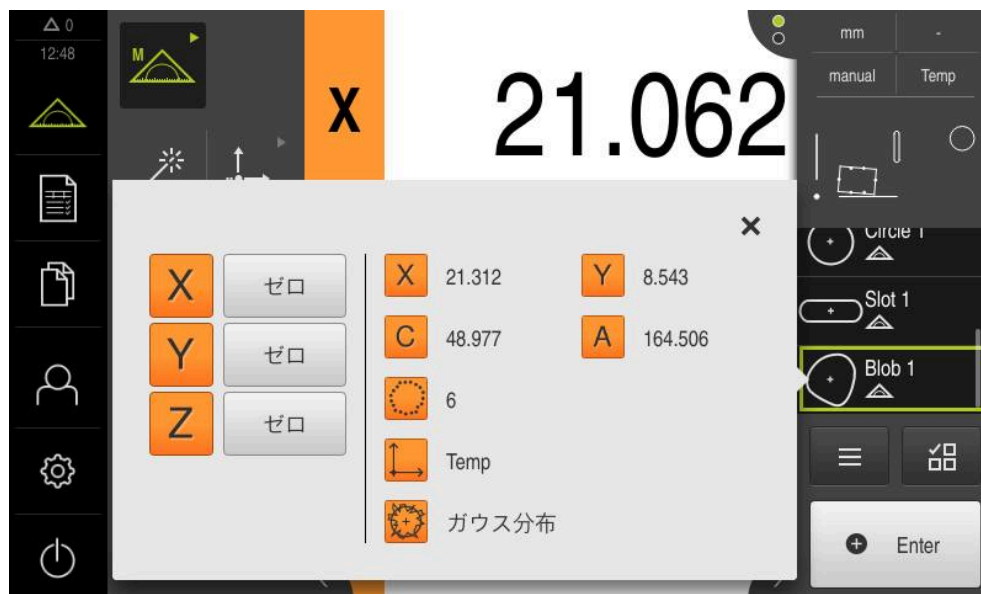 0
12:48
M
X
21.062
mm -
manual Temp
X ゼロ
Y ゼロ
Z ゼロ
X 21.312 Y 8.543
C 48.977 A 164.506
6
Temp
ガウス分布
Circle 1
Slot 1
Blob 1
Enter